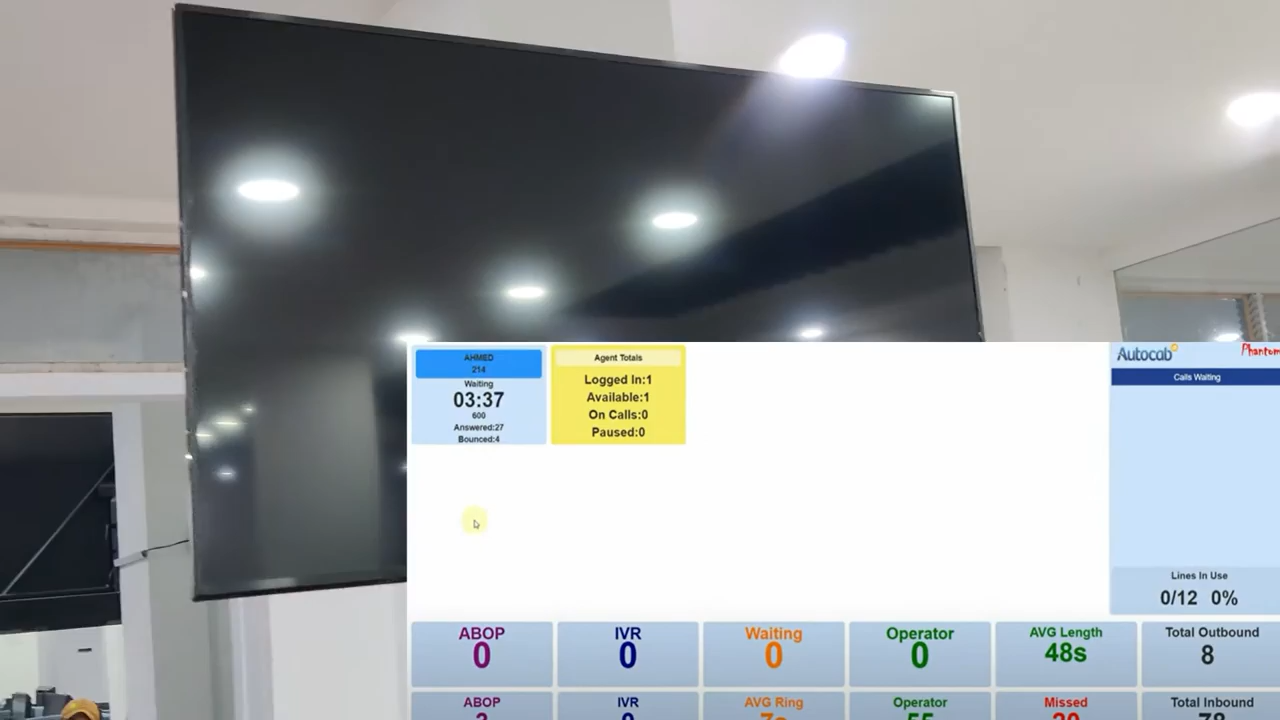 AHMED
214
Waiting
03:37
600
Answered:27
Bounced:4
Agent Totals
Logged In:1
Available:1
On Calls:0
Paused:0
Autocab
Phantom
Calls Waiting
Lines In Use
0/12 0%
ABOP
0
IVR
0
Waiting
0
Operator
0
AVG Length
48s
Total Outbound
8
ABOP
IVR
AVG Ring
Operator
Missed
Total Inbound